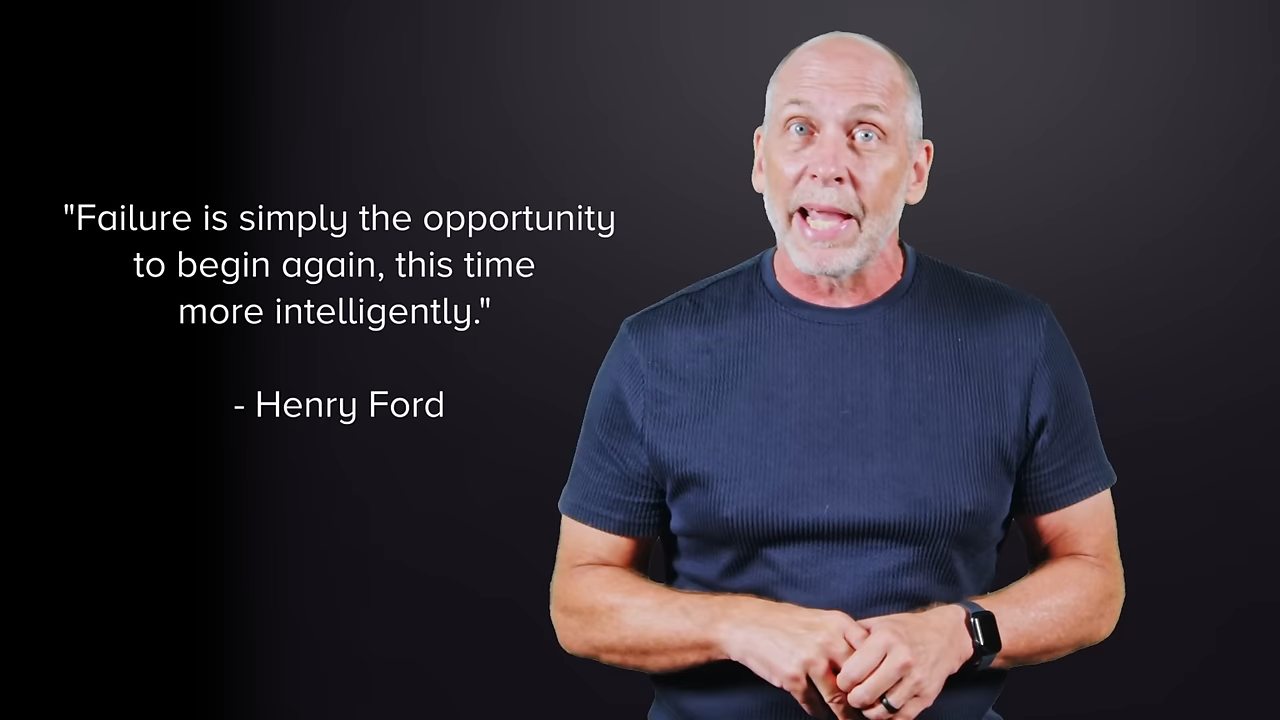 "Failure is simply the opportunity
to begin again, this time
more intelligently."
- Henry Ford